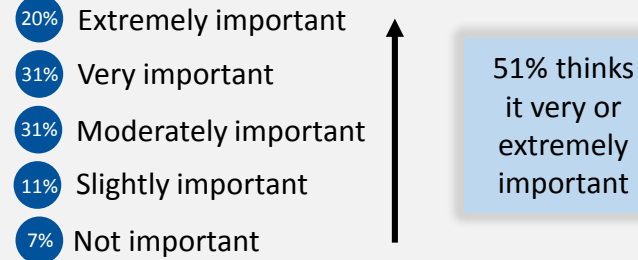 20% Extremely important
31% Very important
31% Moderately important
11% Slightly important
7% Not important
51% thinks
it very or
extremely
important